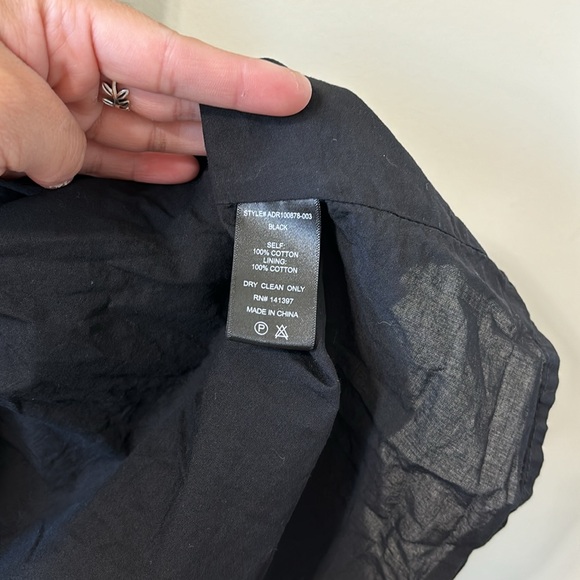 STYLE# ADR100878-003
BLACK
SELF:
100% COTTON
LINING:
100% COTTON
DRY CLEAN ONLY
RN# 141397
MADE IN CHINA
P